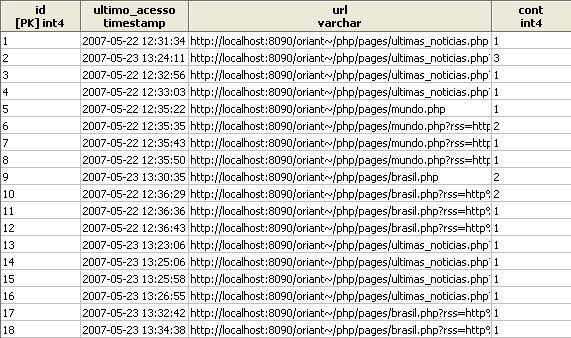 id ultimo_acesso url cont
[PK] int4 timestamp varchar int4
1 2007-05-22 12:31:34 http://localhost:8090/oriant~/php/pages/ultimas_noticias.php 1
2 2007-05-23 13:24:11 http://localhost:8090/oriant~/php/pages/ultimas_noticias.php? 3
3 2007-05-22 12:32:56 http://localhost:8090/oriant~/php/pages/ultimas_noticias.php? 1
4 2007-05-22 12:33:03 http://localhost:8090/oriant~/php/pages/ultimas_noticias.php? 1
5 2007-05-22 12:35:22 http://localhost:8090/oriant~/php/pages/mundo.php 1
6 2007-05-22 12:35:35 http://localhost:8090/oriant~/php/pages/mundo.php?rss=http 2
7 2007-05-22 12:35:43 http://localhost:8090/oriant~/php/pages/mundo.php?rss=http 1
8 2007-05-22 12:35:50 http://localhost:8090/oriant~/php/pages/mundo.php?rss=http 1
9 2007-05-23 13:30:35 http://localhost:8090/oriant~/php/pages/brasil.php 2
10 2007-05-22 12:36:29 http://localhost:8090/oriant~/php/pages/brasil.php?rss=http% 2
11 2007-05-22 12:36:36 http://localhost:8090/oriant~/php/pages/brasil.php?rss=http% 1
12 2007-05-22 12:36:43 http://localhost:8090/oriant~/php/pages/brasil.php?rss=http% 1
13 2007-05-23 13:23:06 http://localhost:8090/oriant~/php/pages/ultimas_noticias.php? 1
14 2007-05-23 13:25:06 http://localhost:8090/oriant~/php/pages/ultimas_noticias.php? 1
15 2007-05-23 13:25:58 http://localhost:8090/oriant~/php/pages/ultimas_noticias.php? 1
16 2007-05-23 13:26:55 http://localhost:8090/oriant~/php/pages/ultimas_noticias.php? 1
17 2007-05-23 13:32:42 http://localhost:8090/oriant~/php/pages/brasil.php?rss=http% 1
18 2007-05-23 13:34:38 http://localhost:8090/oriant~/php/pages/brasil.php?rss=http% 1